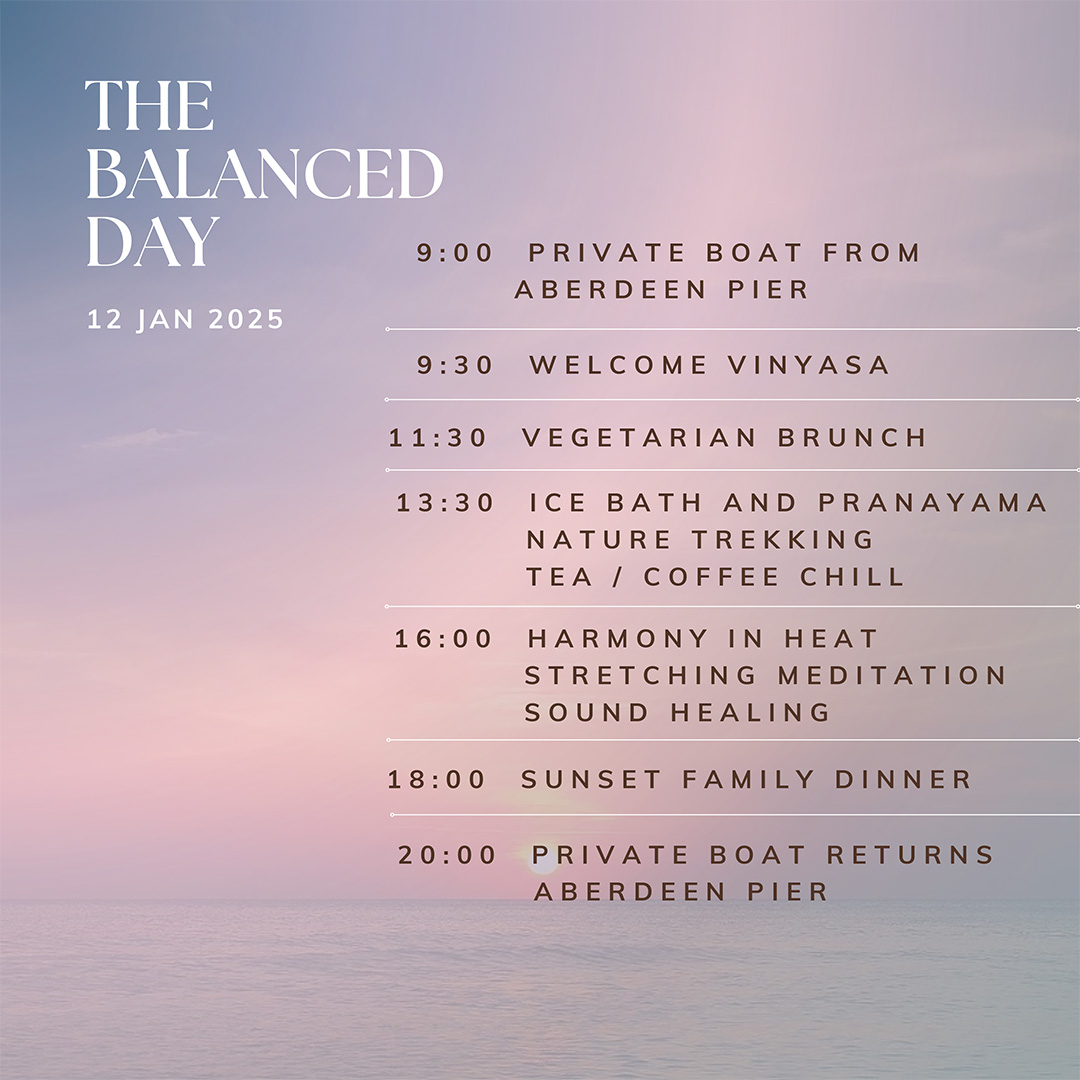 THE
BALANCED
DAY
12 JAN 2025
9:00 PRIVATE BOAT FROM
ABERDEEN PIER
9:30 WELCOME VINYASA
11:30 VEGETARIAN BRUNCH
13:30 ICE BATH AND PRANAYAMA
NATURE TREKKING
TEA / COFFEE CHILL
16:00 HARMONY IN HEAT
STRETCHING MEDITATION
SOUND HEALING
18:00 SUNSET FAMILY DINNER
20:00 PRIVATE BOAT RETURNS
ABERDEEN PIER